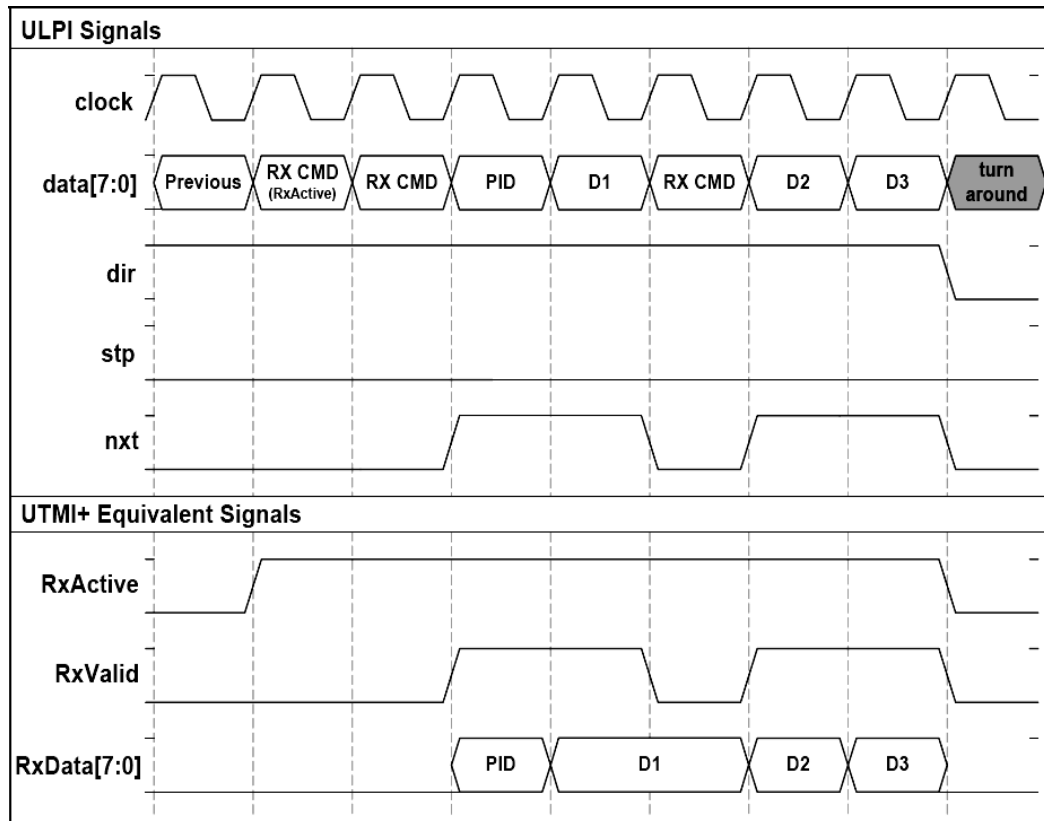 ULPI Signals
clock
data[7:0]
Previous
RX CMD
(RxActive)
RX CMD
PID
D1
RX CMD
D2
D3
turn
around
dir
stp
nxt
UTMI+ Equivalent Signals
RxActive
RxValid
RxData[7:0]
PID
D1
D2
D3